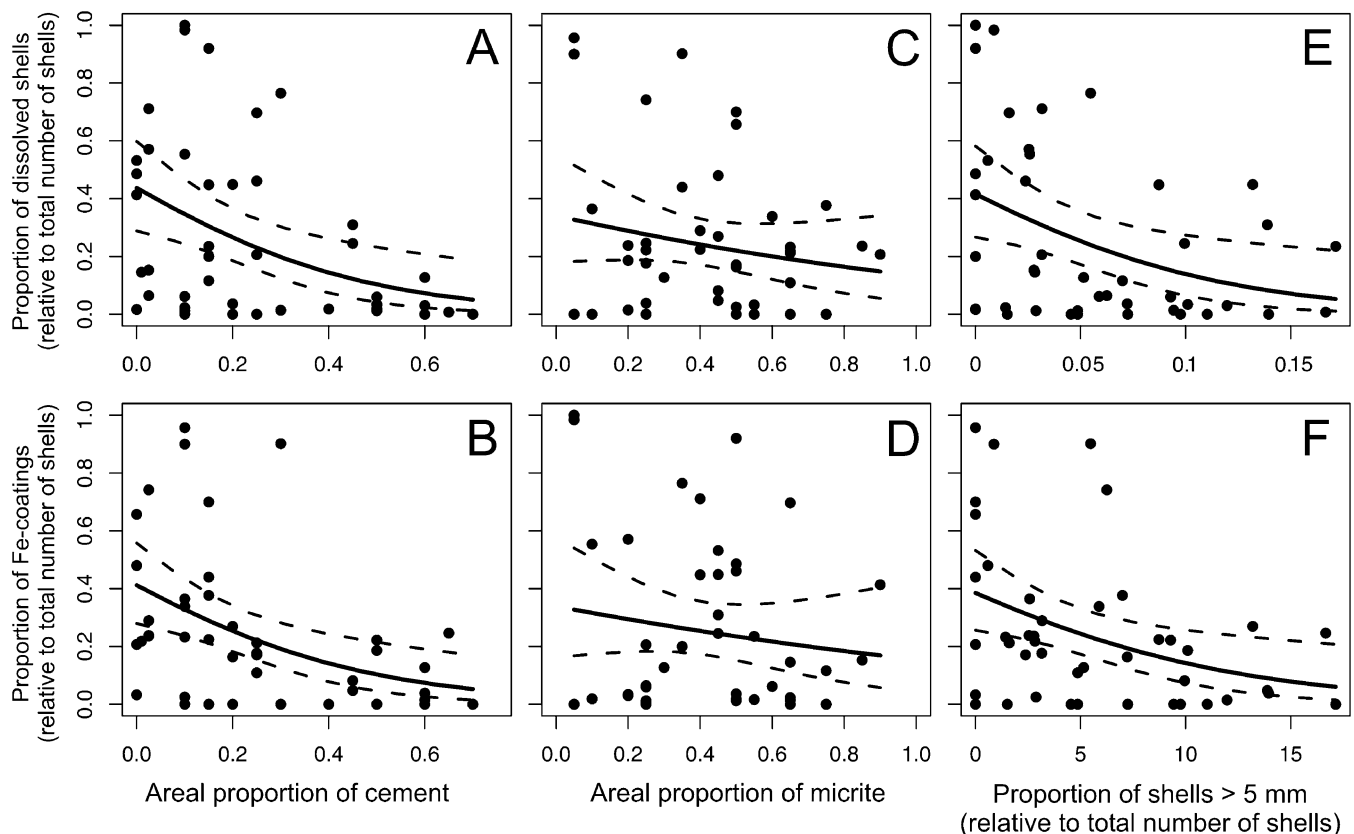 Proportion of dissolved shells
(relative to total number of shells)
1.0
0.8
0.6
0.4
0.2
0.0
A
C
E
0.0 0.2 0.4 0.6
0.0 0.2 0.4 0.6 0.8 1.0
0 0.05 0.1 0.15
Proportion of Fe-coatings
(relative to total number of shells)
1.0
0.8
0.6
0.4
0.2
0.0
B
D
F
0.0 0.2 0.4 0.6
0.0 0.2 0.4 0.6 0.8 1.0
0 5 10 15
Areal proportion of cement
Areal proportion of micrite
Proportion of shells > 5 mm
(relative to total number of shells)